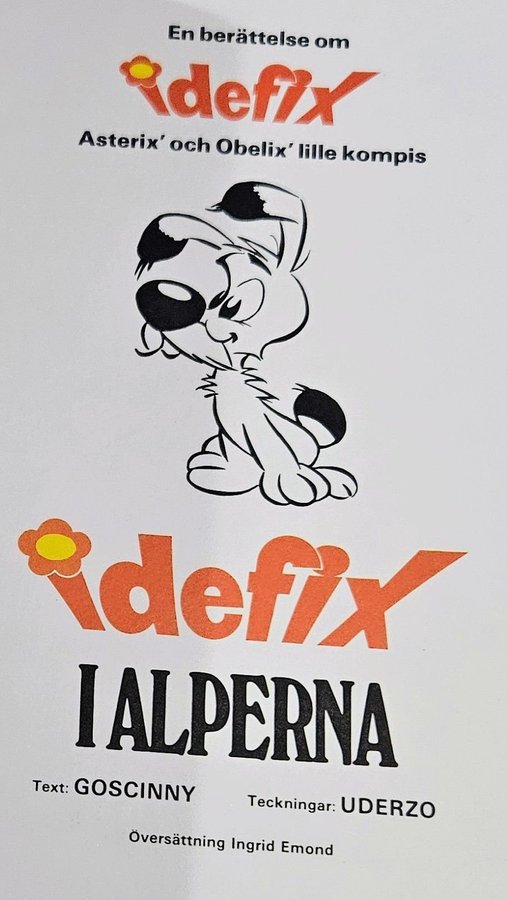 En berättelse om
idefix
Asterix' och Obelix' lille kompis
idefix
I ALPERNA
Text: GOSCINNY Teckningar: UDERZO
Översättning Ingrid Emond